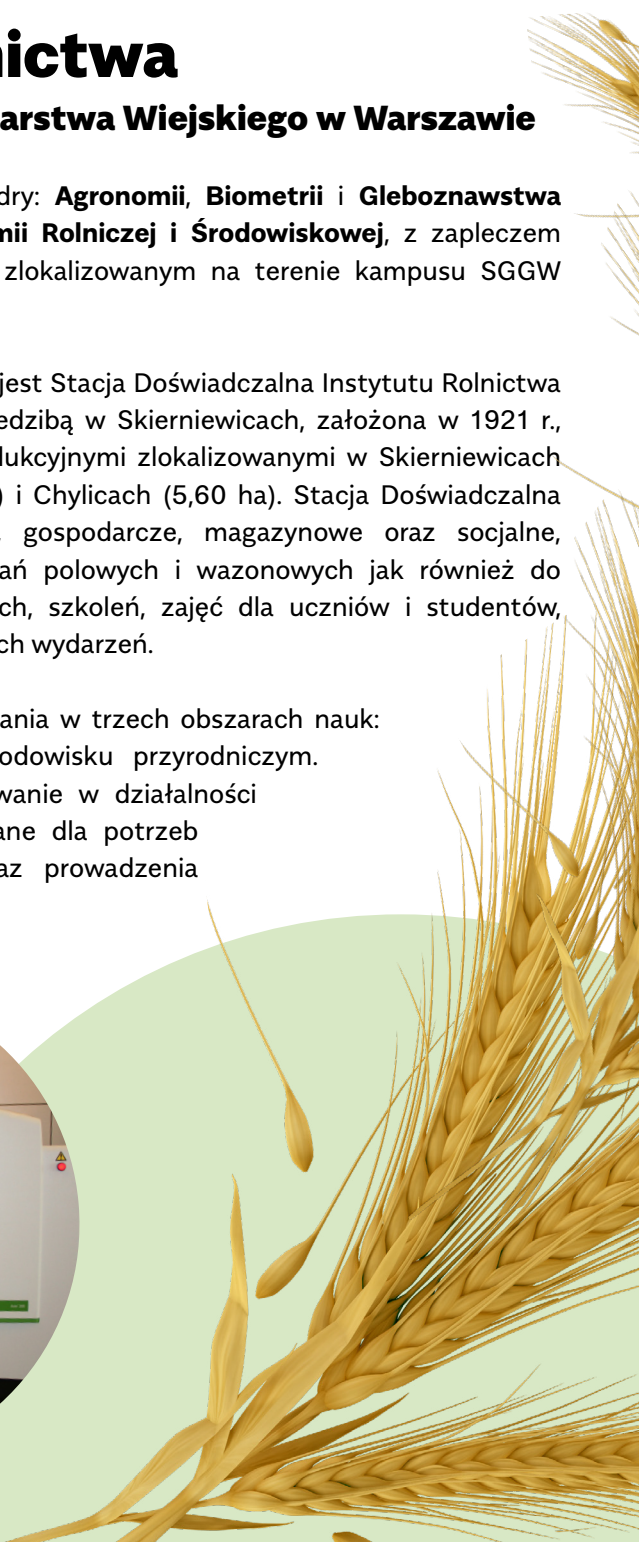 nictwa
arstwa Wiejskiego w Warszawie
dry: Agronomii, Biometrii i Gleboznawstwa
mii Rolniczej i Środowiskowej, z zapleczem
zlokalizowanym na terenie kampusu SGGW
jest Stacja Doświadczalna Instytutu Rolnictwa
edzibą w Skierniewicach, założona w 1921 r.,
dukcyjnymi zlokalizowanymi w Skierniewicach
) i Chylicach (5,60 ha). Stacja Doświadczalna
gospodarcze, magazynowe oraz socjalne,
ań polowych i wazonowych jak również do
ch, szkoleń, zajęć dla uczniów i studentów,
ch wydarzeń.
ania w trzech obszarach nauk:
odowisku przyrodniczym.
wanie w działalności
ane dla potrzeb
az prowadzenia